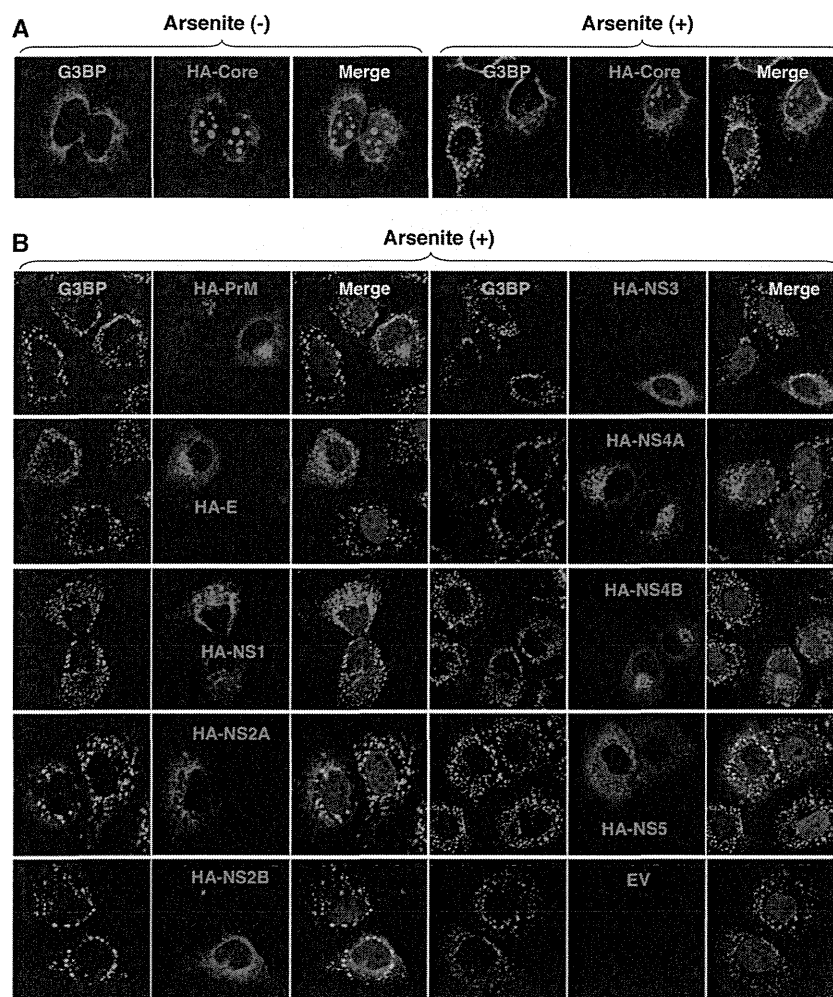 A
Arsenite (-)
Arsenite (+)
G3BP HA-Core Merge G3BP HA-Core Merge
B
Arsenite (+)
G3BP HA-PrM Merge G3BP HA-NS3 Merge
HA-E HA-NS4A
HA-NS1 HA-NS4B
HA-NS2A HA-NS5
HA-NS2B EV